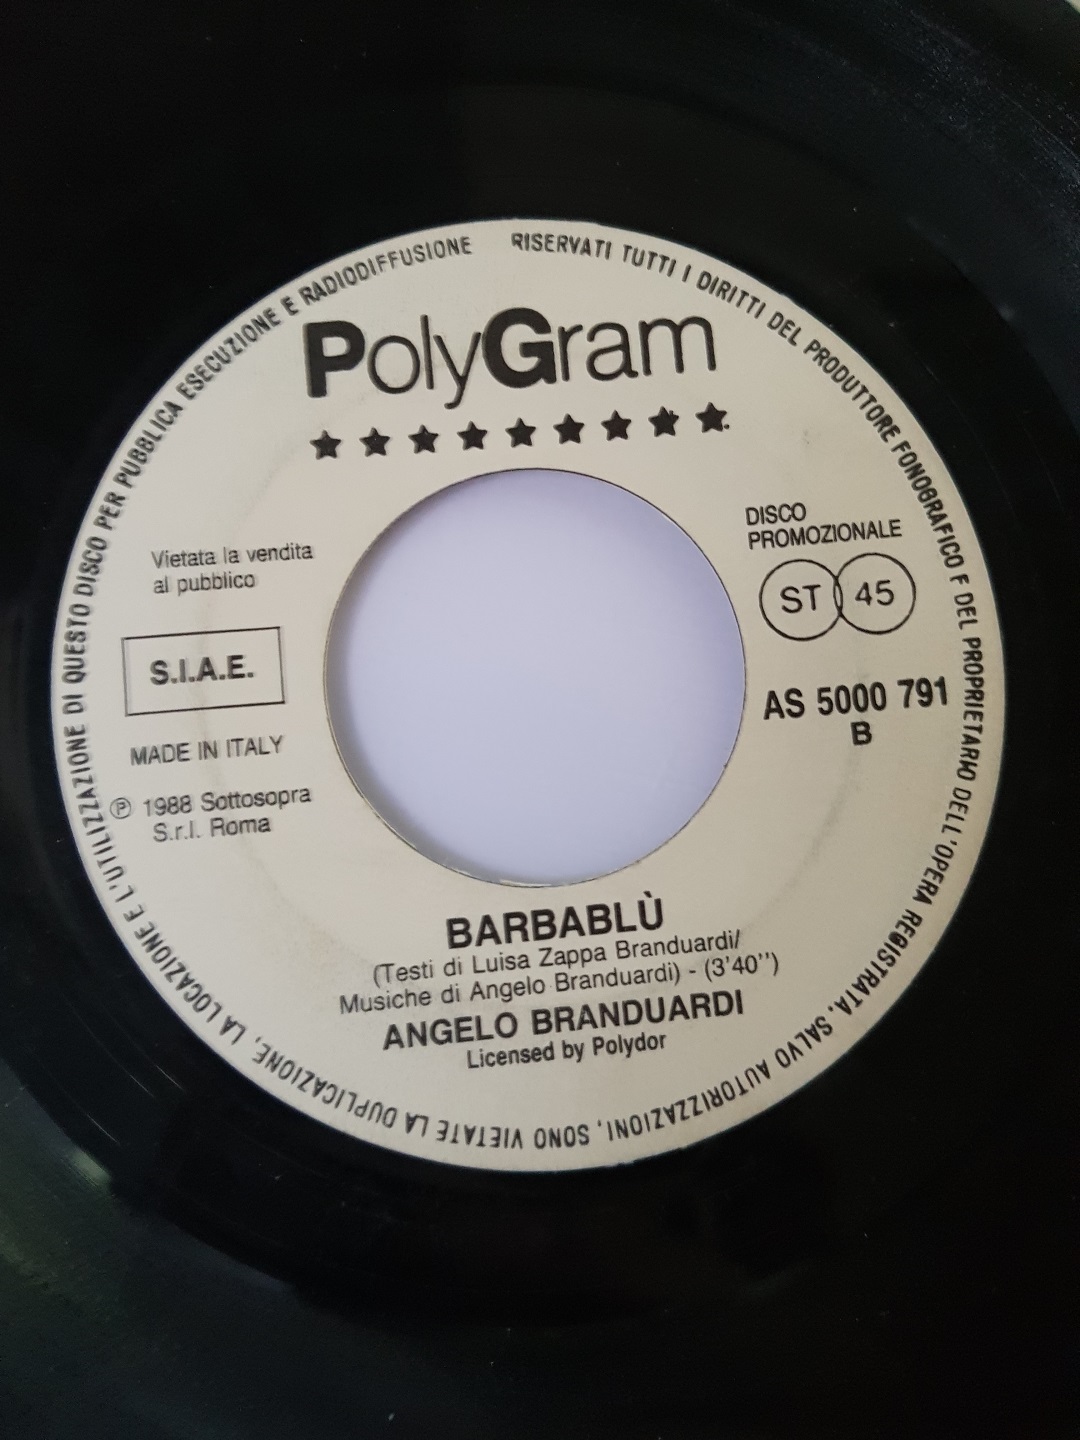 RISERVATI TUTTI I DIRITTI DEL PRODUTTORE FONOGRAFICO F DEL PROPRIETARIO DELL'OPERA REGISTRATA. SALVO AUTORIZZAZIONI, SONO VIETATE LA DUPLICAZIONE, LA LOCAZIONE E L'UTILIZZAZIONE DI QUESTO DISCO PER PUBBLICA ESECUZIONE E RADIODIFFUSIONE
PolyGram
DISCO
PROMOZIONALE
Vietata la vendita
al pubblico
ST 45
S.I.A.E.
AS 5000 791
B
MADE IN ITALY
℗ 1988 Sottosopra
S.r.l. Roma
BARBABLÙ
(Testi di Luisa Zappa Branduardi/
Musiche di Angelo Branduardi) - (3'40")
ANGELO BRANDUARDI
Licensed by Polydor